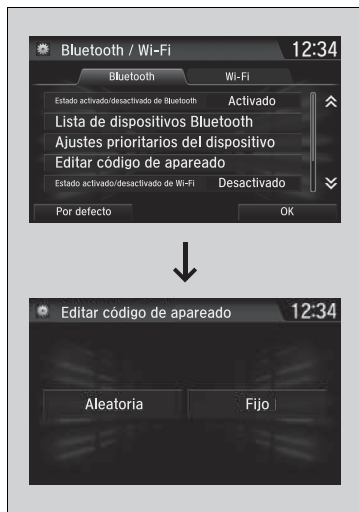 Bluetooth / Wi-Fi 12:34
Bluetooth Wi-Fi
Estado activado/desactivado de Bluetooth Activado
Lista de dispositivos Bluetooth
Ajustes prioritarios del dispositivo
Editar código de apareado
Estado activado/desactivado de Wi-Fi Desactivado
Por defecto OK
Editar código de apareado 12:34
Aleatoria Fijo